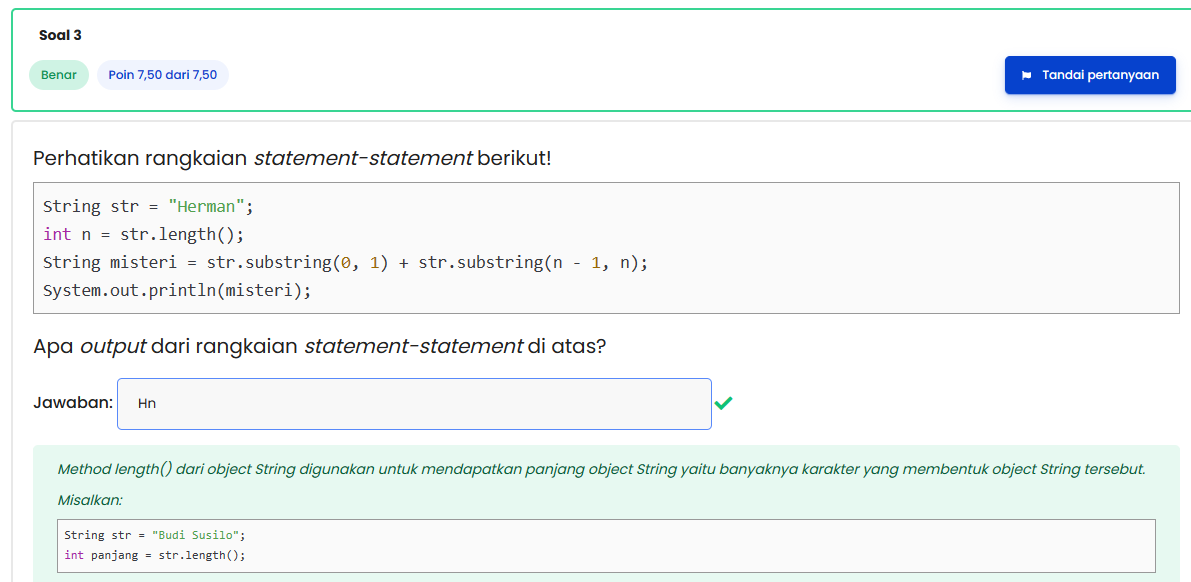 Soal 3
Benar
Poin 7,50 dari 7,50
Tandai pertanyaan
Perhatikan rangkaian statement-statement berikut!
String str = "Herman";
int n = str.length();
String misteri = str.substring(0, 1) + str.substring(n - 1, n);
System.out.println(misteri);
Apa output dari rangkaian statement-statement di atas?
Jawaban: Hn
Method length() dari object String digunakan untuk mendapatkan panjang object String yaitu banyaknya karakter yang membentuk object String tersebut.
Misalkan:
String str = "Budi Susilo";
int panjang = str.length();